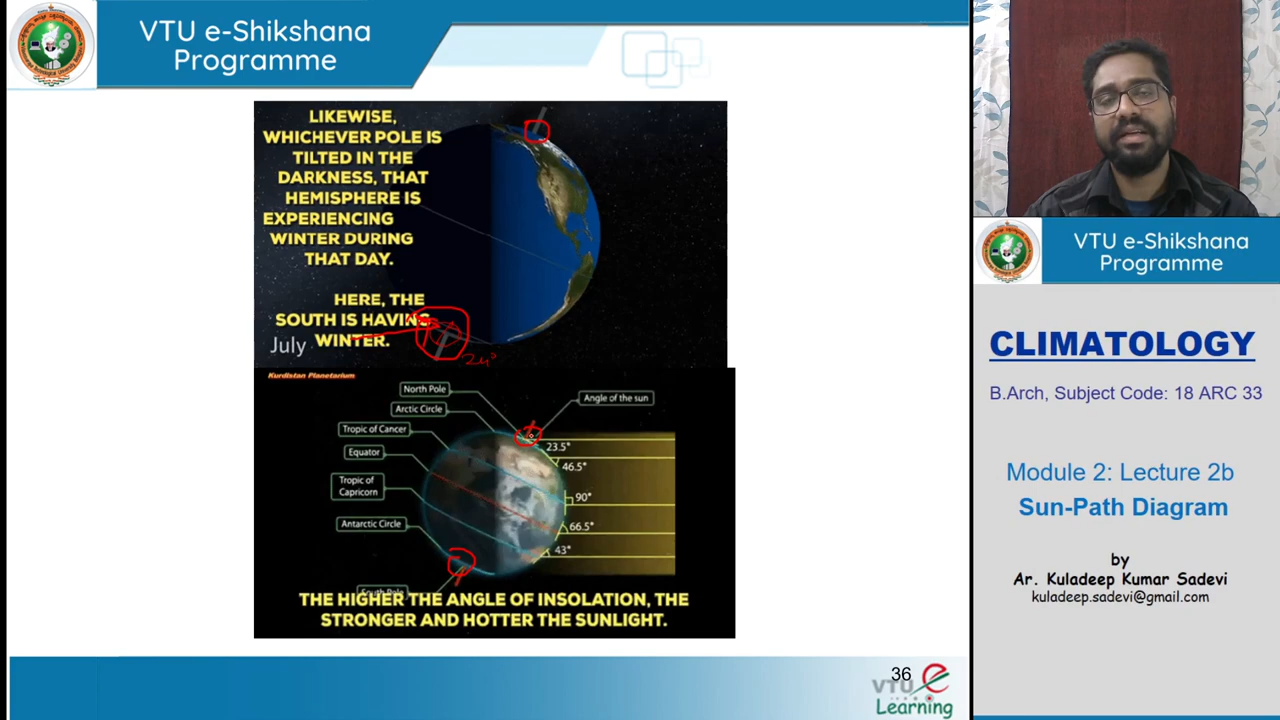 VTU e-Shikshana
Programme
LIKEWISE,
WHICHEVER POLE IS
TILTED IN THE
DARKNESS, THAT
HEMISPHERE IS
EXPERIENCING
WINTER DURING
THAT DAY.
HERE, THE
SOUTH IS HAVING
WINTER.
July
24°
Kurdistan Planetarium
North Pole
Arctic Circle
Tropic of Cancer
Equator
Tropic of
Capricorn
Antarctic Circle
South Pole
Angle of the sun
23.5°
46.5°
90°
66.5°
43°
THE HIGHER THE ANGLE OF INSOLATION, THE
STRONGER AND HOTTER THE SUNLIGHT.
36
VTU e
Learning
VTU e-Shikshana
Programme
CLIMATOLOGY
B.Arch, Subject Code: 18 ARC 33
Module 2: Lecture 2b
Sun-Path Diagram
by
Ar. Kuladeep Kumar Sadevi
kuladeep.sadevi@gmail.com